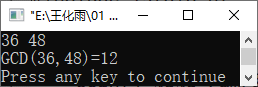 "E:\王化雨\01 ...
36 48
GCD(36,48)=12
Press any key to continue